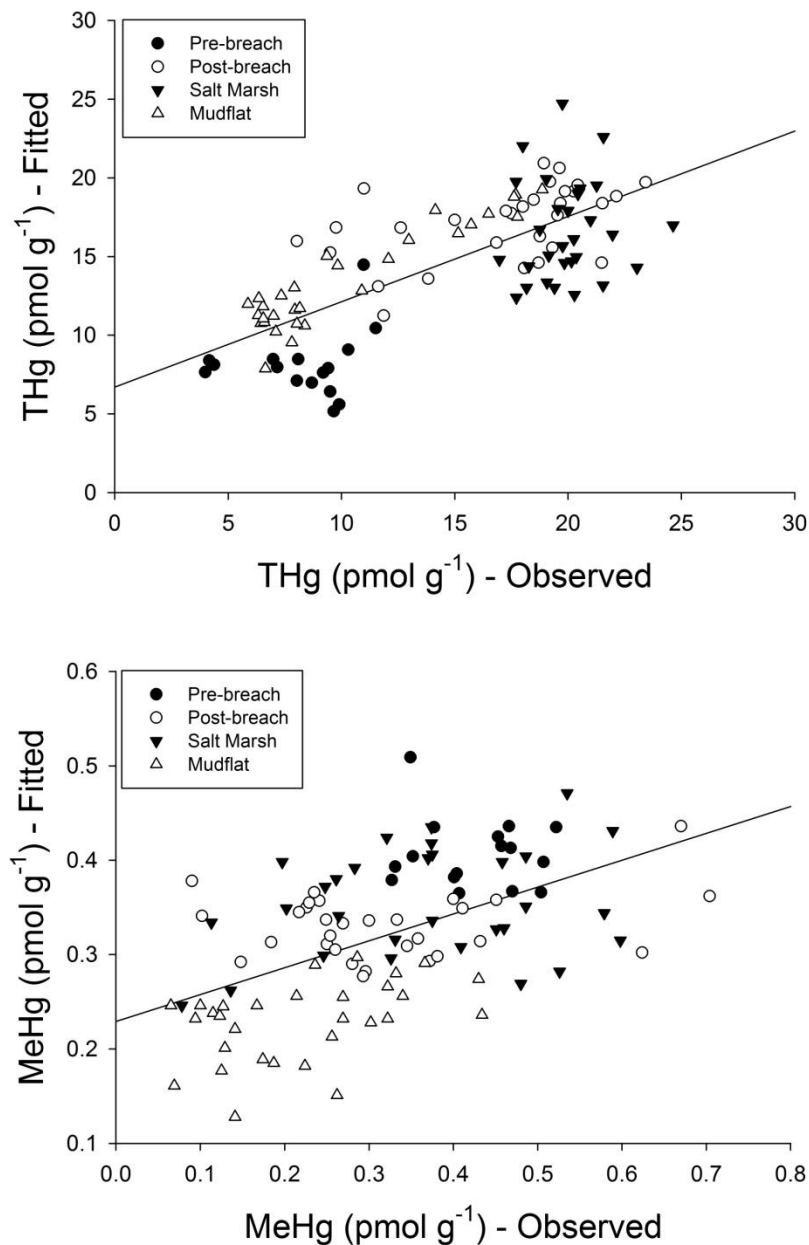 30
25
20
15
10
5
0
THg (pmol g⁻¹) - Fitted
Pre-breach
Post-breach
Salt Marsh
Mudflat
0 5 10 15 20 25 30
THg (pmol g⁻¹) - Observed
0.6
0.5
0.4
0.3
0.2
0.1
MeHg (pmol g⁻¹) - Fitted
Pre-breach
Post-breach
Salt Marsh
Mudflat
0.0 0.1 0.2 0.3 0.4 0.5 0.6 0.7 0.8
MeHg (pmol g⁻¹) - Observed